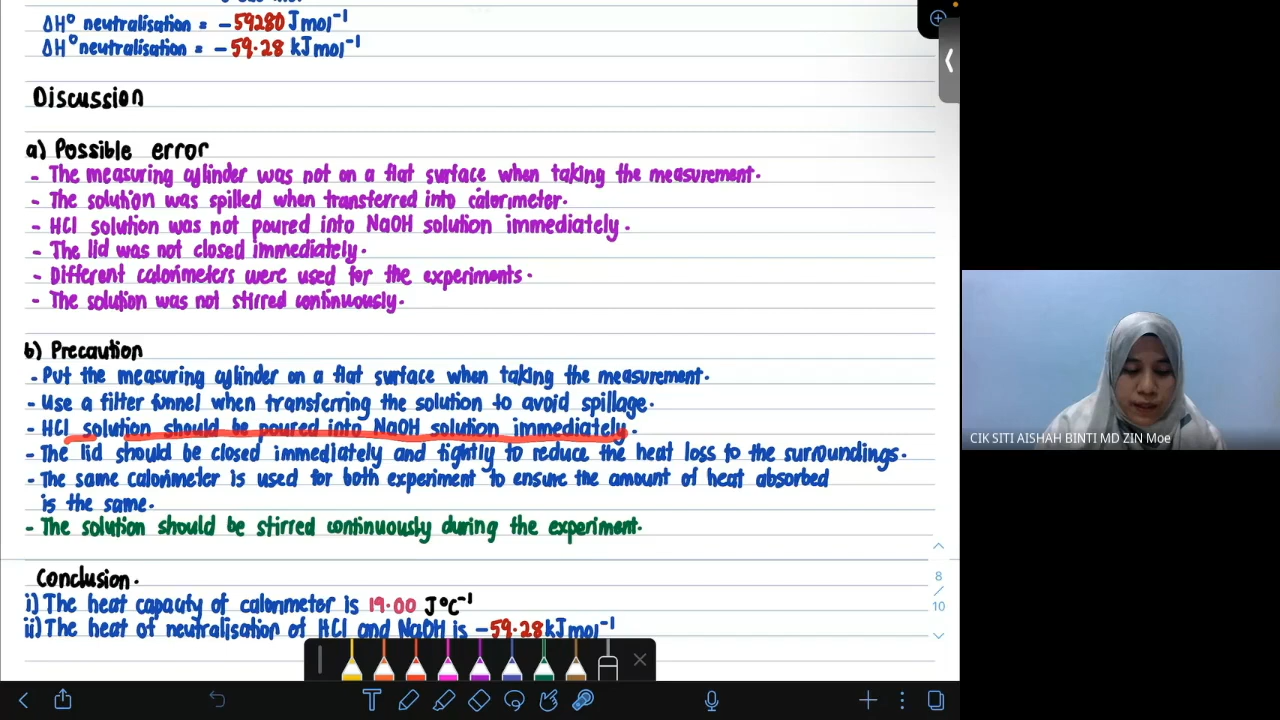 ΔH° neutralisation = -59280 Jmol⁻¹
ΔH° neutralisation = -59.28 kJmol⁻¹
Discussion
a) Possible error
- The measuring cylinder was not on a flat surface when taking the measurement.
- The solution was spilled when transferred into calorimeter.
- HCl solution was not poured into NaOH solution immediately.
- The lid was not closed immediately.
- Different calorimeters were used for the experiments.
- The solution was not stirred continuously.
b) Precaution
- Put the measuring cylinder on a flat surface when taking the measurement.
- Use a filter funnel when transferring the solution to avoid spillage.
- HCl solution should be poured into NaOH solution immediately.
- The lid should be closed immediately and tightly to reduce the heat loss to the surroundings.
- The same calorimeter is used for both experiment to ensure the amount of heat absorbed
is the same.
- The solution should be stirred continuously during the experiment.
Conclusion.
i) The heat capacity of calorimeter is 19.00 J°C⁻¹
ii) The heat of neutralisation of HCl and NaOH is -59.28 kJmol⁻¹
8
/
10
CIK SITI AISHAH BINTI MD ZIN Moe